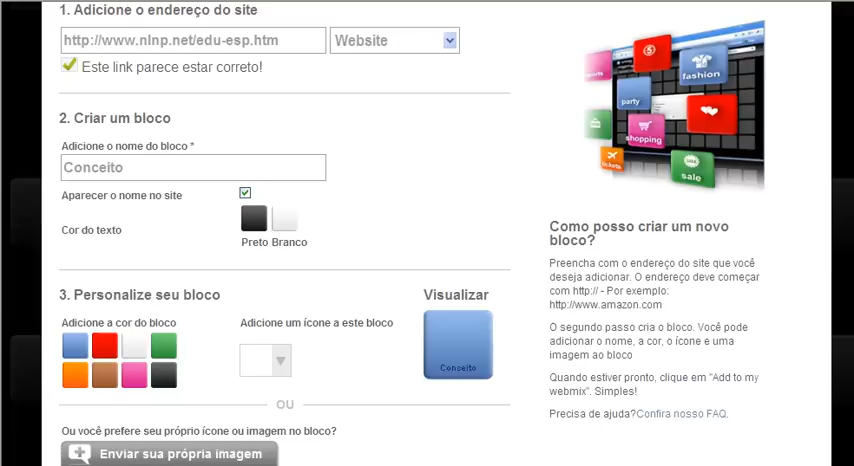 1. Adicione o endereço do site
http://www.nlnp.net/edu-esp.htm
Website
Este link parece estar correto!
2. Criar um bloco
Adicione o nome do bloco *
Conceito
Aparecer o nome no site
Cor do texto
Preto Branco
3. Personalize seu bloco
Visualizar
Adicione a cor do bloco
Adicione um ícone a este bloco
Conceito
OU
Ou você prefere seu próprio ícone ou imagem no bloco?
Enviar sua própria imagem
sports
fashion
party
shopping
tickets
SALE
sale
Como posso criar um novo
bloco?
Preencha com o endereço do site que você
deseja adicionar. O endereço deve começar
com http:// - Por exemplo:
http://www.amazon.com
O segundo passo cria o bloco. Você pode
adicionar o nome, a cor, o ícone e uma
imagem ao bloco
Quando estiver pronto, clique em "Add to my
webmix". Simples!
Precisa de ajuda?Confira nosso FAQ.